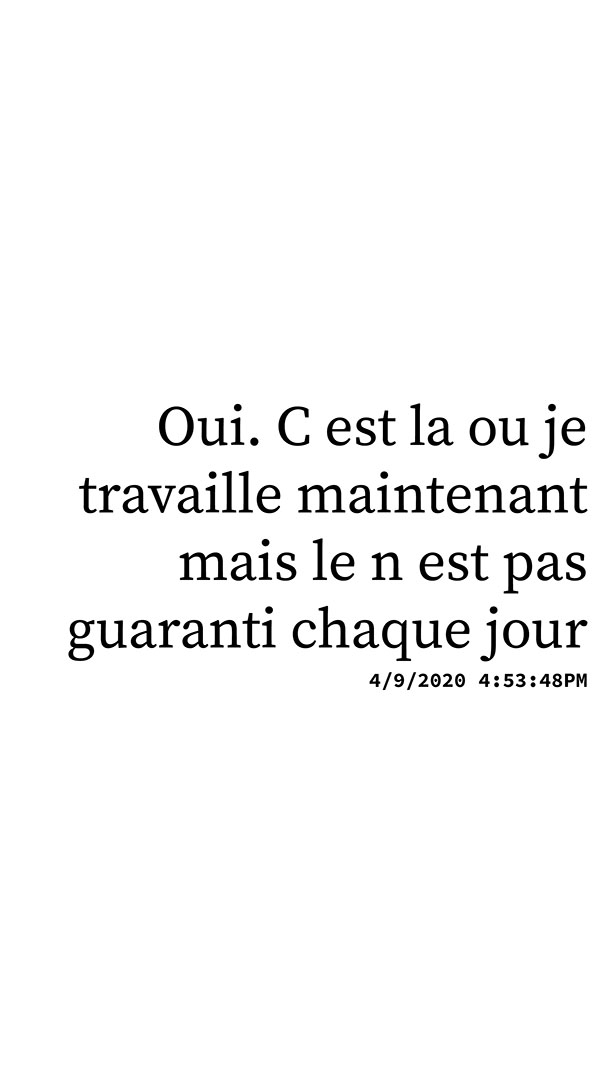 Oui. C est la ou je
travaille maintenant
mais le n est pas
guaranti chaque jour
4/9/2020 4:53:48PM